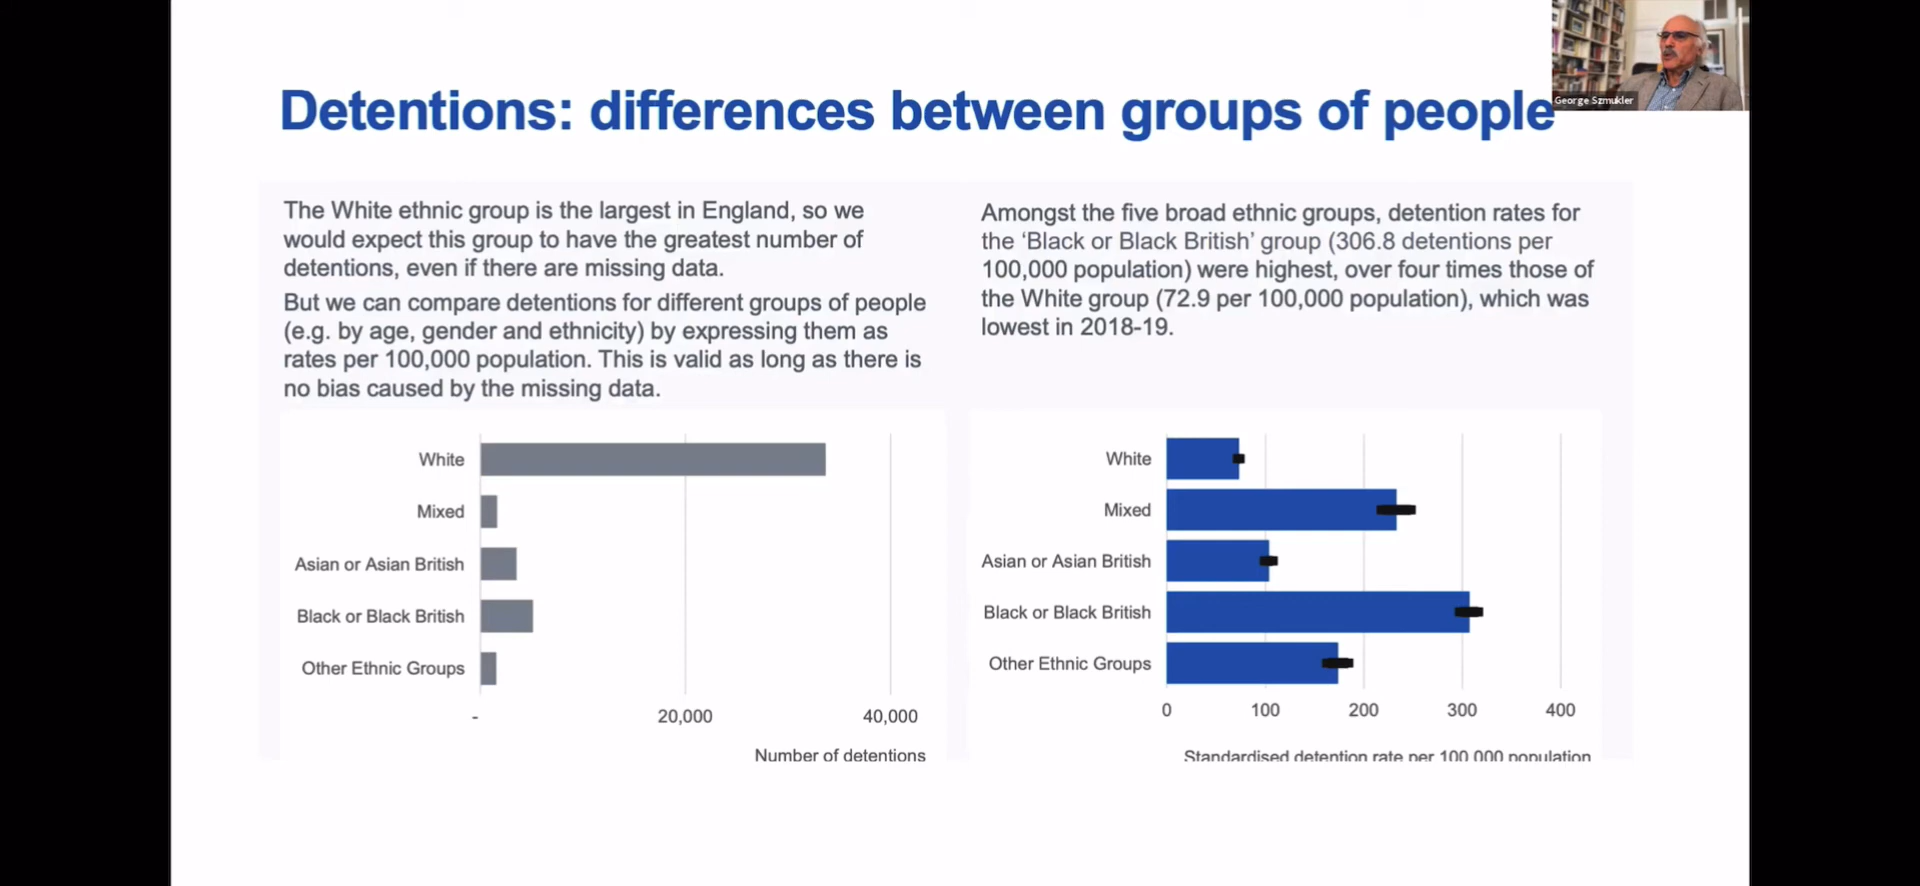 George Szmukler
Detentions: differences between groups of people
The White ethnic group is the largest in England, so we
would expect this group to have the greatest number of
detentions, even if there are missing data.
But we can compare detentions for different groups of people
(e.g. by age, gender and ethnicity) by expressing them as
rates per 100,000 population. This is valid as long as there is
no bias caused by the missing data.
White
Mixed
Asian or Asian British
Black or Black British
Other Ethnic Groups
- 20,000 40,000
Number of detentions
Amongst the five broad ethnic groups, detention rates for
the ‘Black or Black British’ group (306.8 detentions per
100,000 population) were highest, over four times those of
the White group (72.9 per 100,000 population), which was
lowest in 2018-19.
White
Mixed
Asian or Asian British
Black or Black British
Other Ethnic Groups
0 100 200 300 400
Standardised detention rate per 100 000 population